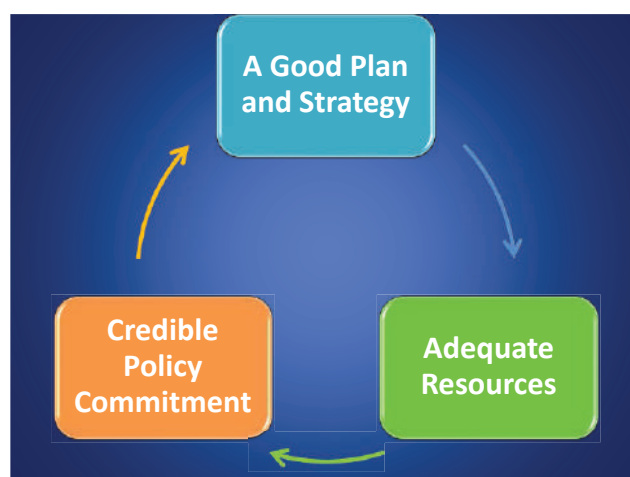 A Good Plan
and Strategy
Credible
Policy
Commitment
Adequate
Resources